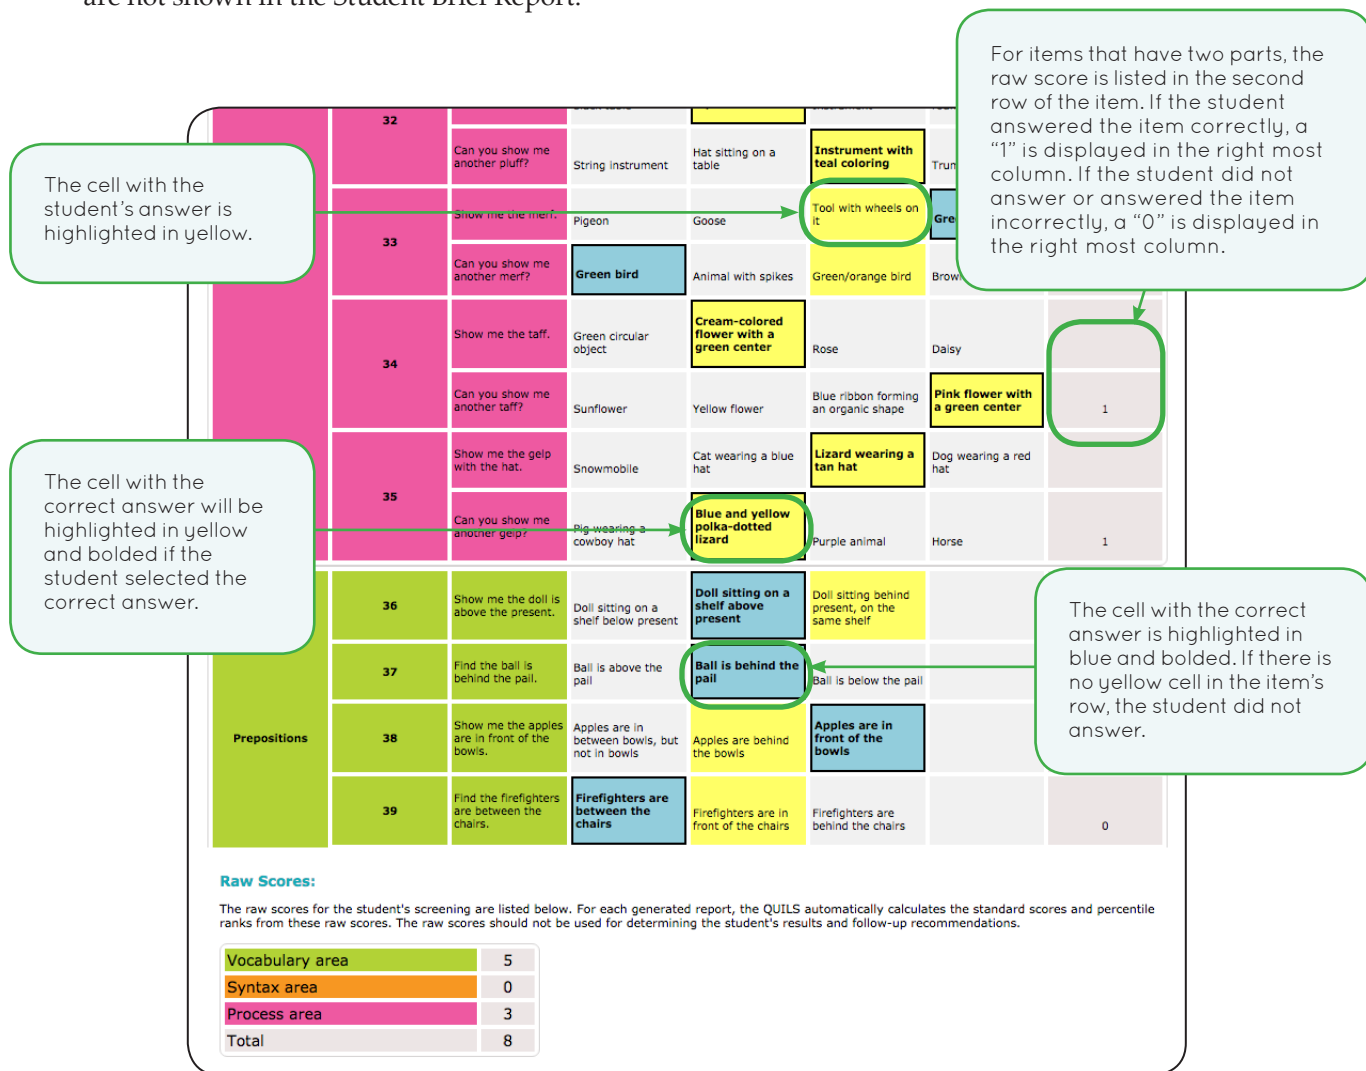 are not shown in the Student Brief Report.
For items that have two parts, the
raw score is listed in the second
row of the item. If the student
answered the item correctly, a
“1” is displayed in the right most
column. If the student did not
answer or answered the item
incorrectly, a “0” is displayed in
the right most column.
The cell with the
student’s answer is
highlighted in yellow.
The cell with the
correct answer will be
highlighted in yellow
and bolded if the
student selected the
correct answer.
The cell with the correct
answer is highlighted in
blue and bolded. If there is
no yellow cell in the item’s
row, the student did not
answer.
32
Can you show me
another pluff?
String instrument
Hat sitting on a
table
Instrument with
teal coloring
33
Show me the merf.
Pigeon
Goose
Tool with wheels on
it
Can you show me
another merf?
Green bird
Animal with spikes
Green/orange bird
34
Show me the taff.
Green circular
object
Cream-colored
flower with a
green center
Rose
Daisy
Can you show me
another taff?
Sunflower
Yellow flower
Blue ribbon forming
an organic shape
Pink flower with
a green center
1
35
Show me the gelp
with the hat.
Snowmobile
Cat wearing a blue
hat
Lizard wearing a
tan hat
Dog wearing a red
hat
Can you show me
another gelp?
Pig wearing a
cowboy hat
Blue and yellow
polka-dotted
lizard
Purple animal
Horse
1
Prepositions
36
Show me the doll is
above the present.
Doll sitting on a
shelf below present
Doll sitting on a
shelf above
present
Doll sitting behind
present, on the
same shelf
37
Find the ball is
behind the pail.
Ball is above the
pail
Ball is behind the
pail
Ball is below the pail
38
Show me the apples
are in front of the
bowls.
Apples are in
between bowls, but
not in bowls
Apples are behind
the bowls
Apples are in
front of the
bowls
39
Find the firefighters
are between the
chairs.
Firefighters are
between the
chairs
Firefighters are in
front of the chairs
Firefighters are
behind the chairs
0
Raw Scores:
The raw scores for the student's screening are listed below. For each generated report, the QUILS automatically calculates the standard scores and percentile
ranks from these raw scores. The raw scores should not be used for determining the student's results and follow-up recommendations.
Vocabulary area 5
Syntax area 0
Process area 3
Total 8